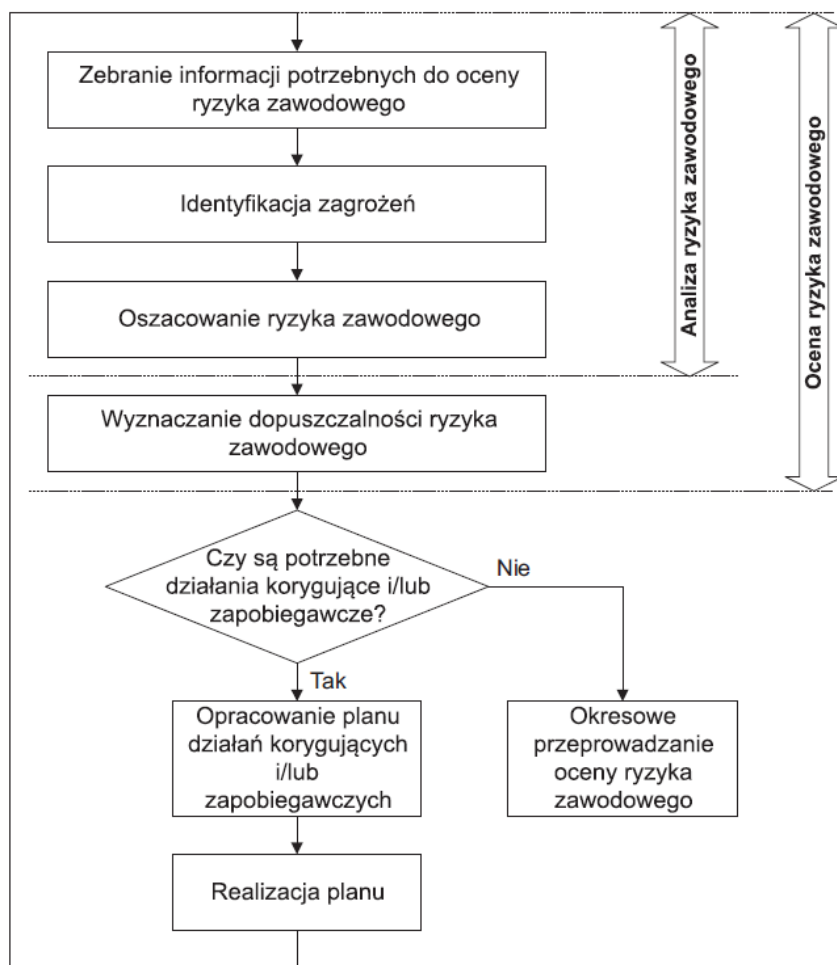 Zebranie informacji potrzebnych do oceny
ryzyka zawodowego
Identyfikacja zagrożeń
Oszacowanie ryzyka zawodowego
Wyznaczanie dopuszczalności ryzyka
zawodowego
Analiza ryzyka zawodowego
Ocena ryzyka zawodowego
Czy są potrzebne
działania korygujące i/lub
zapobiegawcze?
Nie
Tak
Opracowanie planu
działań korygujących
i/lub
zapobiegawczych
Okresowe
przeprowadzanie
oceny ryzyka
zawodowego
Realizacja planu